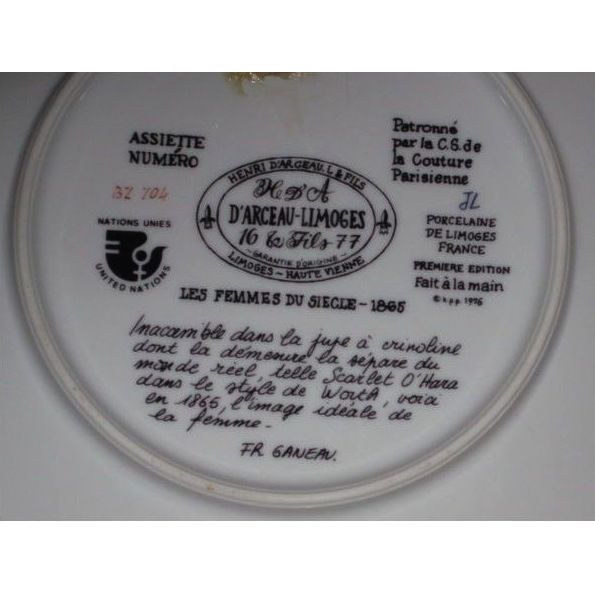 ASSIETTE
NUMÉRO
BZ 704
NATIONS UNIES
UNITED NATIONS
HENRI D'ARCEAU. L & FILS
H D'A
D'ARCEAU-LIMOGES
16 & Fils 77
GARANTIE D'ORIGINE
LIMOGES - HAUTE VIENNE
Patronné
par la C.S. de
la Couture
Parisienne
JL
PORCELAINE
DE LIMOGES
FRANCE
PREMIÈRE EDITION
Fait à la main
© k.p.p. 1976
LES FEMMES DU SIECLE - 1865
Inaccessible dans la jupe à crinoline
dont la démesure la sépare du
monde réel telle Scarlet O'Hara
dans le style de Worth, voici
en 1865, l'image idéale de
la femme -
FR GANEAU.